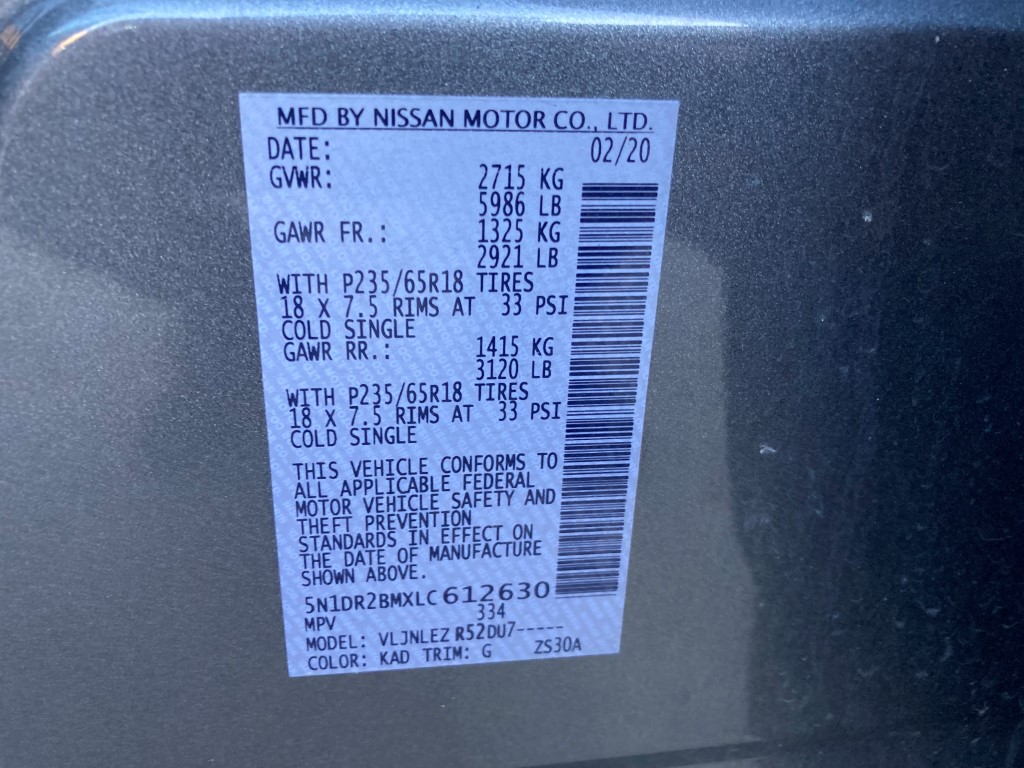 MFD BY NISSAN MOTOR CO., LTD.
DATE: 02/20
GVWR: 2715 KG
5986 LB
GAWR FR.: 1325 KG
2921 LB
WITH P235/65R18 TIRES
18 X 7.5 RIMS AT 33 PSI
COLD SINGLE
GAWR RR.: 1415 KG
3120 LB
WITH P235/65R18 TIRES
18 X 7.5 RIMS AT 33 PSI
COLD SINGLE
THIS VEHICLE CONFORMS TO
ALL APPLICABLE FEDERAL
MOTOR VEHICLE SAFETY AND
THEFT PREVENTION
STANDARDS IN EFFECT ON
THE DATE OF MANUFACTURE
SHOWN ABOVE.
5N1DR2BMXLC612630
MPV 334
MODEL: VLJNLEZ R52DU7-----
COLOR: KAD TRIM: G ZS30A